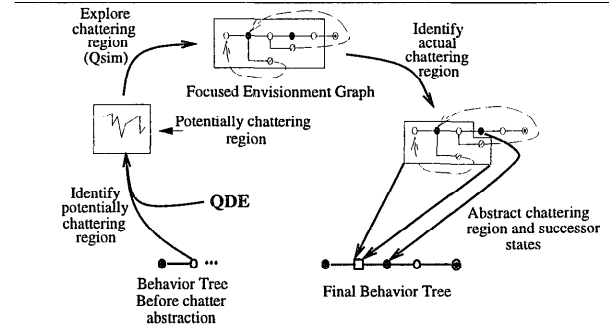 Explore
chattering
region
(Qsim)
Identify
actual
chattering
region
Focused Envisionment Graph
Potentially chattering
region
Identify
potentially
chattering
region
QDE
Abstract chattering
region and successor
states
Behavior Tree
Before chatter
abstraction
Final Behavior Tree